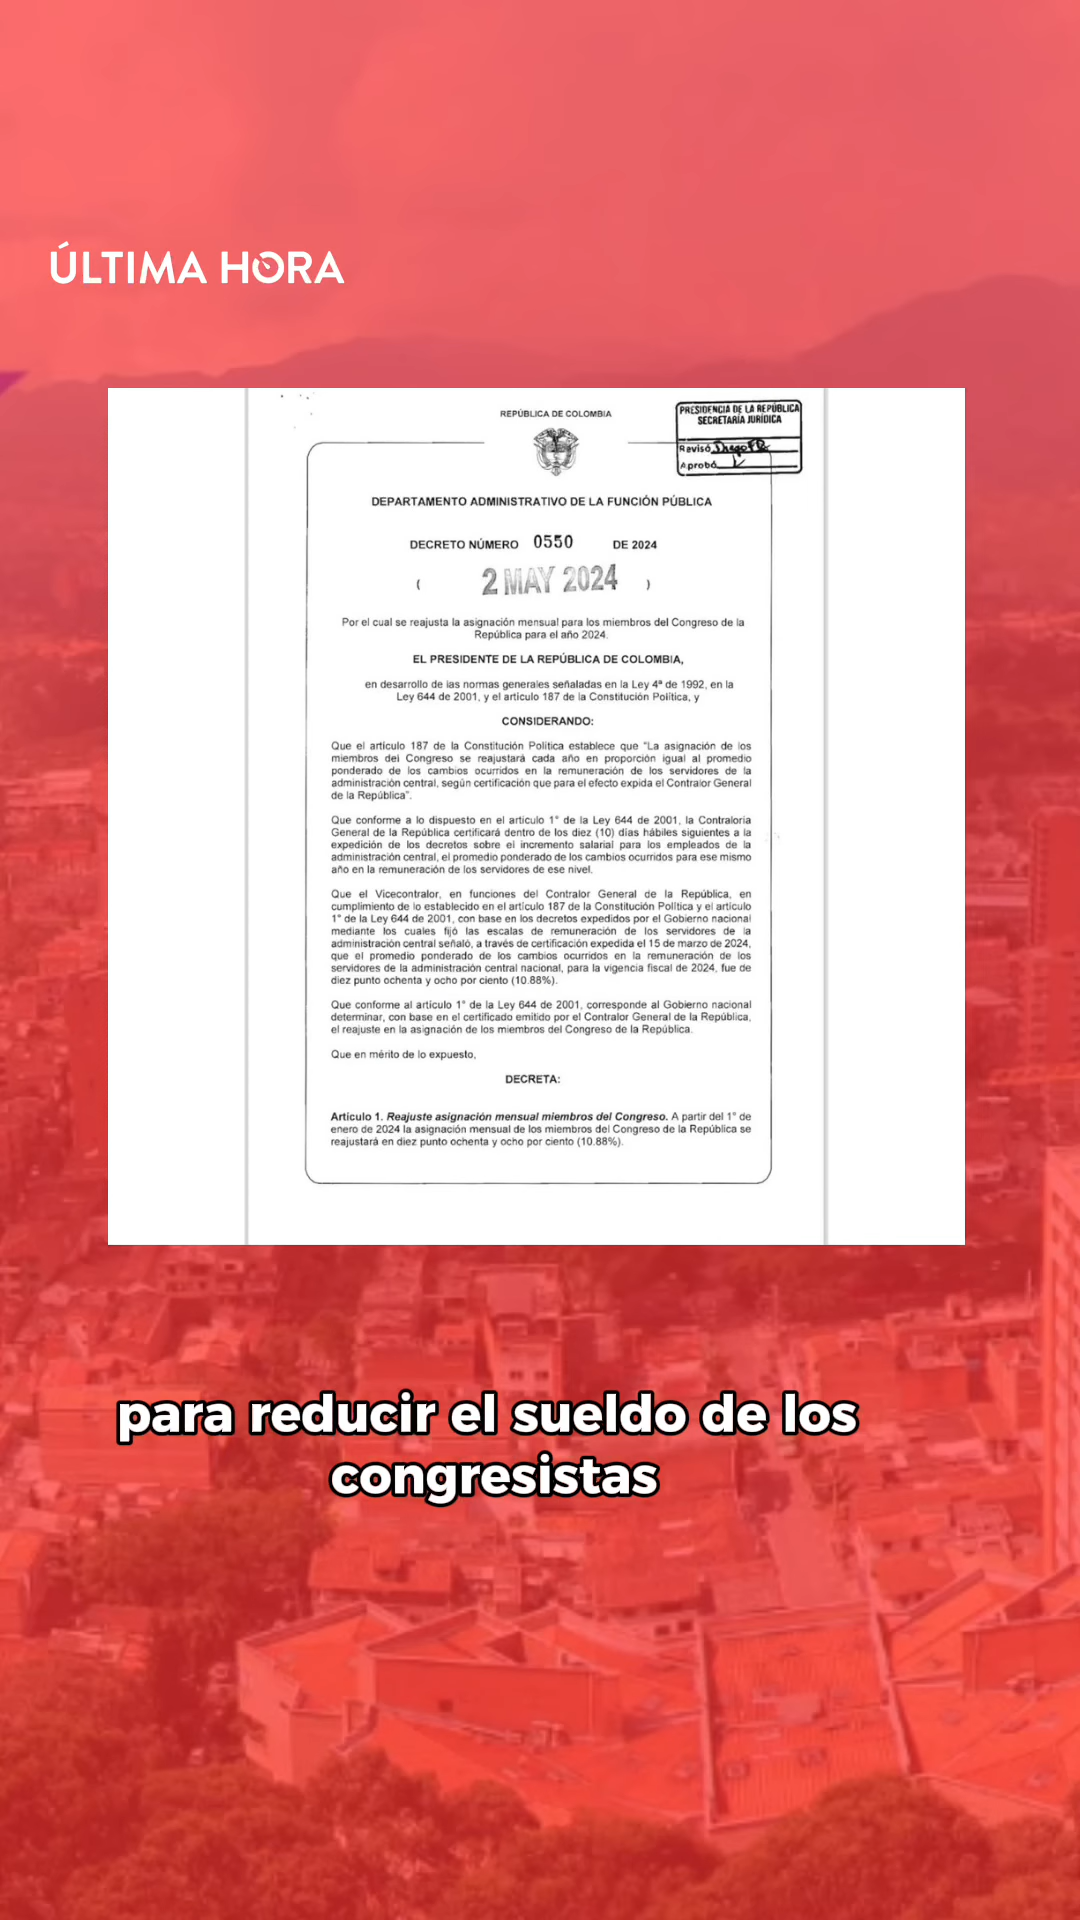 ÚLTIMA HORA
REPÚBLICA DE COLOMBIA
PRESIDENCIA DE LA REPÚBLICA
SECRETARÍA JURÍDICA
Revisó
Aprobó
DEPARTAMENTO ADMINISTRATIVO DE LA FUNCIÓN PÚBLICA
DECRETO NÚMERO 0550 DE 2024
( 2 MAY 2024 )
Por el cual se reajusta la asignación mensual para los miembros del Congreso de la
República para el año 2024.
EL PRESIDENTE DE LA REPÚBLICA DE COLOMBIA,
en desarrollo de las normas generales señaladas en la Ley 4ª de 1992, en la
Ley 644 de 2001, y el artículo 187 de la Constitución Política, y
CONSIDERANDO:
Que el artículo 187 de la Constitución Política establece que "La asignación de los
miembros del Congreso se reajustará cada año en proporción igual al promedio
ponderado de los cambios ocurridos en la remuneración de los servidores de la
administración central, según certificación que para el efecto expida el Contralor General
de la República".
Que conforme a lo dispuesto en el artículo 1° de la Ley 644 de 2001, la Contraloría
General de la República certificará dentro de los diez (10) días hábiles siguientes a la
expedición de los decretos sobre el incremento salarial para los empleados de la
administración central, el promedio ponderado de los cambios ocurridos para ese mismo
año en la remuneración de los servidores de ese nivel.
Que el Vicecontralor, en funciones del Contralor General de la República, en
cumplimiento de lo establecido en el artículo 187 de la Constitución Política y el artículo
1° de la Ley 644 de 2001, con base en los decretos expedidos por el Gobierno nacional
mediante los cuales fijó las escalas de remuneración de los servidores de la
administración central señaló, a través de certificación expedida el 15 de marzo de 2024,
que el promedio ponderado de los cambios ocurridos en la remuneración de los
servidores de la administración central nacional, para la vigencia fiscal de 2024, fue de
diez punto ochenta y ocho por ciento (10.88%).
Que conforme al artículo 1° de la Ley 644 de 2001, corresponde al Gobierno nacional
determinar, con base en el certificado emitido por el Contralor General de la República,
el reajuste en la asignación de los miembros del Congreso de la República.
Que en mérito de lo expuesto,
DECRETA:
Artículo 1. Reajuste asignación mensual miembros del Congreso. A partir del 1° de
enero de 2024 la asignación mensual de los miembros del Congreso de la República se
reajustará en diez punto ochenta y ocho por ciento (10.88%).
para reducir el sueldo de los
congresistas